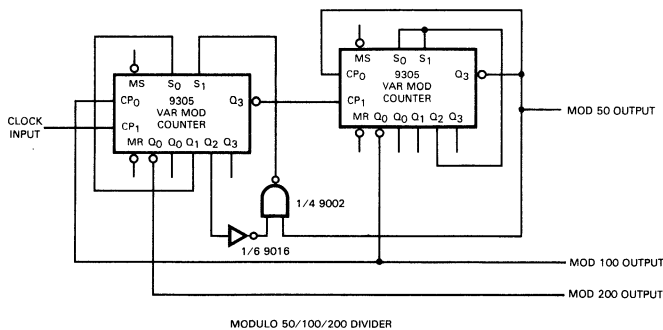 MS S0 S1
CP0 9305 Q3
VAR MOD
COUNTER
CP1
MR Q0 Q0 Q1 Q2 Q3
MS S0 S1
CP0 9305 Q3
VAR MOD
COUNTER
CP1
MR Q0 Q0 Q1 Q2 Q3
CLOCK
INPUT
MOD 50 OUTPUT
1/4 9002
1/6 9016
MOD 100 OUTPUT
MOD 200 OUTPUT
MODULO 50/100/200 DIVIDER